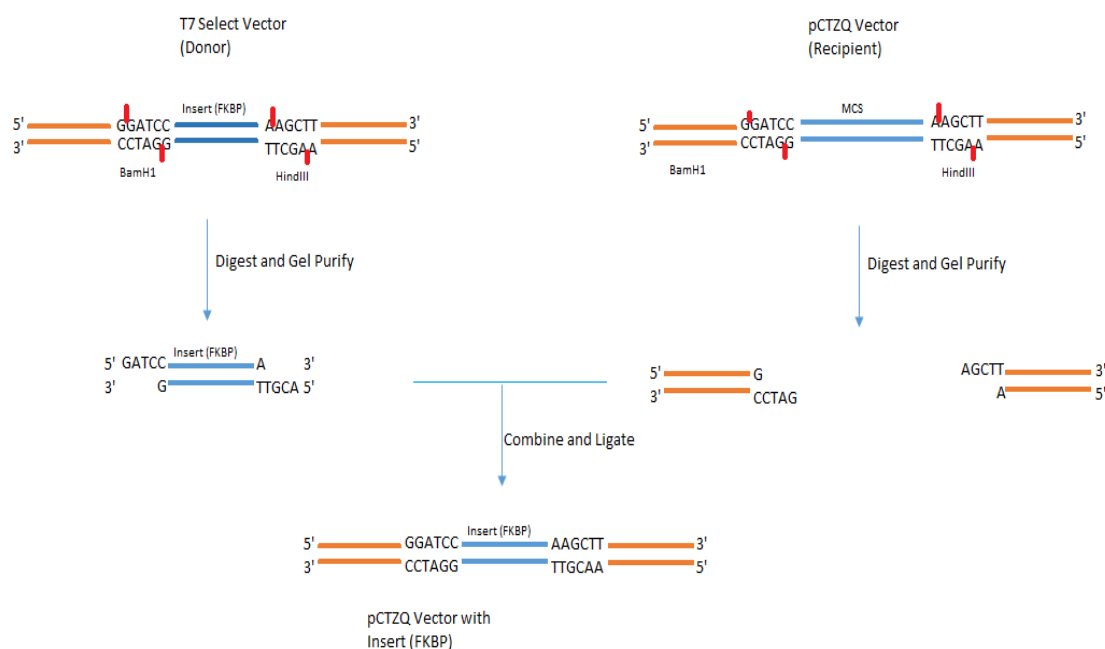 T7 Select Vector
(Donor)
pCTZQ Vector
(Recipient)
5' GGATCC Insert (FKBP) AAGCTT 3'
3' CCTAGG TTCGAA 5'
BamH1 HindIII
5' GGATCC MCS AAGCTT 3'
3' CCTAGG TTCGAA 5'
BamH1 HindIII
Digest and Gel Purify
Digest and Gel Purify
5' GATCC Insert (FKBP) A 3'
3' G TTGCA 5'
5' G AGCTT 3'
3' CCTAG A 5'
Combine and Ligate
5' GGATCC Insert (FKBP) AAGCTT 3'
3' CCTAGG TTGCAA 5'
pCTZQ Vector with
Insert (FKBP)